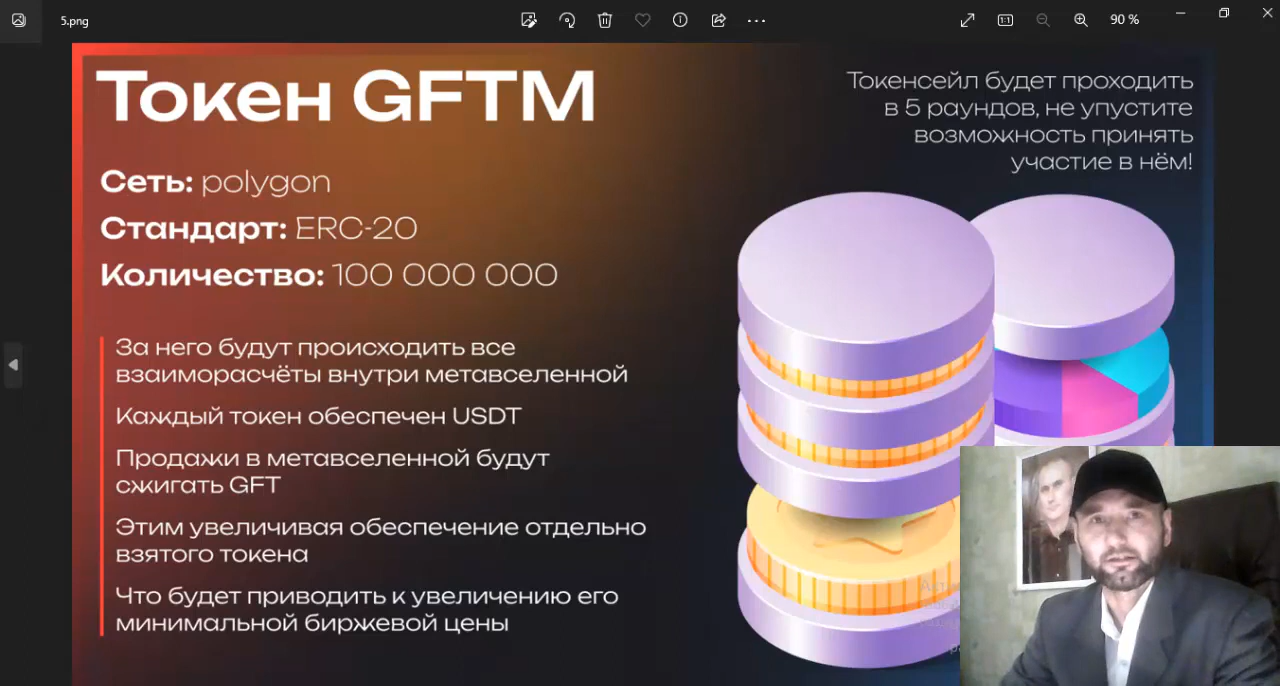 5.png
90 %
Токен GFTM
Токенсейл будет проходить
в 5 раундов, не упустите
возможность принять
участие в нём!
Сеть: polygon
Стандарт: ERC-20
Количество: 100 000 000
За него будут происходить все
взаиморасчёты внутри метавселенной
Каждый токен обеспечен USDT
Продажи в метавселенной будут
сжигать GFT
Этим увеличивая обеспечение отдельно
взятого токена
Что будет приводить к увеличению его
минимальной биржевой цены